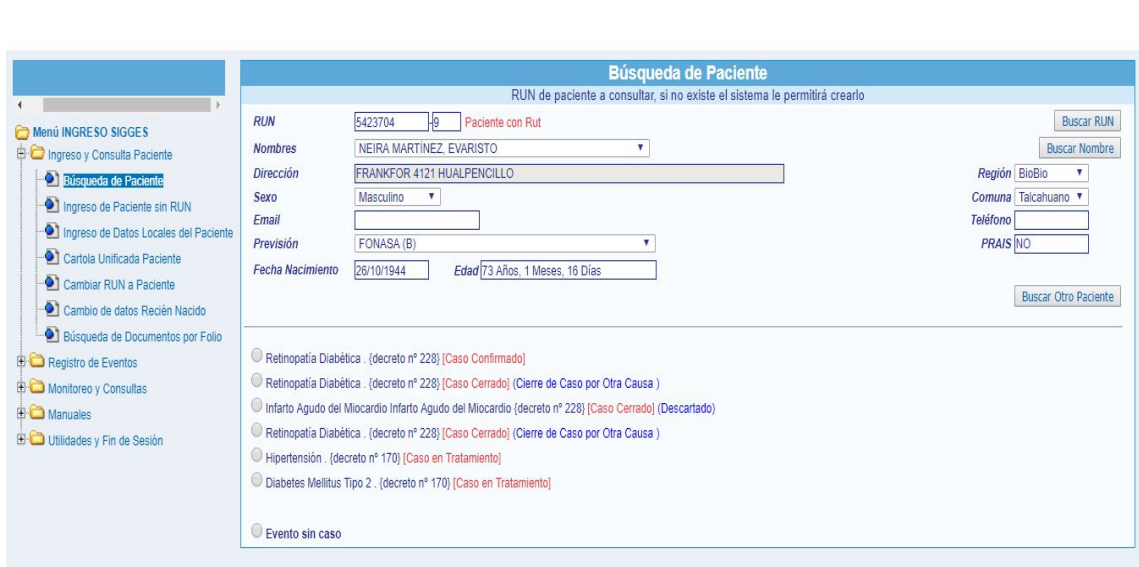 Menú INGRESO SIGGES
Ingreso y Consulta Paciente
Búsqueda de Paciente
Ingreso de Paciente sin RUN
Ingreso de Datos Locales del Paciente
Cartola Unificada Paciente
Cambiar RUN a Paciente
Cambio de datos Recién Nacido
Búsqueda de Documentos por Folio
Registro de Eventos
Monitoreo y Consultas
Manuales
Utilidades y Fin de Sesión
Búsqueda de Paciente
RUN de paciente a consultar, si no existe el sistema le permitirá crearlo
RUN 5423704 -9 Paciente con Rut Buscar RUN
Nombres NEIRA MARTÍNEZ, EVARISTO Buscar Nombre
Dirección FRANKFOR 4121 HUALPENCILLO Región BioBio
Sexo Masculino Comuna Talcahuano
Email Teléfono
Previsión FONASA (B) PRAIS NO
Fecha Nacimiento 26/10/1944 Edad 73 Años, 1 Meses, 16 Días
Buscar Otro Paciente
Retinopatía Diabética . {decreto nº 228} [Caso Confirmado]
Retinopatía Diabética . {decreto nº 228} [Caso Cerrado] (Cierre de Caso por Otra Causa )
Infarto Agudo del Miocardio Infarto Agudo del Miocardio {decreto nº 228} [Caso Cerrado] (Descartado)
Retinopatía Diabética . {decreto nº 228} [Caso Cerrado] (Cierre de Caso por Otra Causa )
Hipertensión . {decreto nº 170} [Caso en Tratamiento]
Diabetes Mellitus Tipo 2 . {decreto nº 170} [Caso en Tratamiento]
Evento sin caso